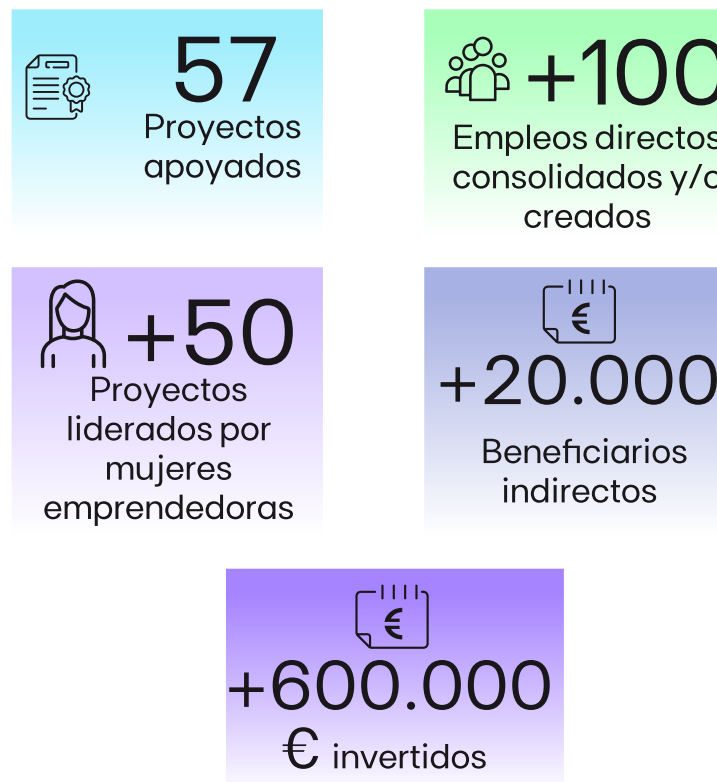 57
Proyectos
apoyados
+100
Empleos directos
consolidados y/o
creados
+50
Proyectos
liderados por
mujeres
emprendedoras
€
+20.000
Beneficiarios
indirectos
€
+600.000
€ invertidos